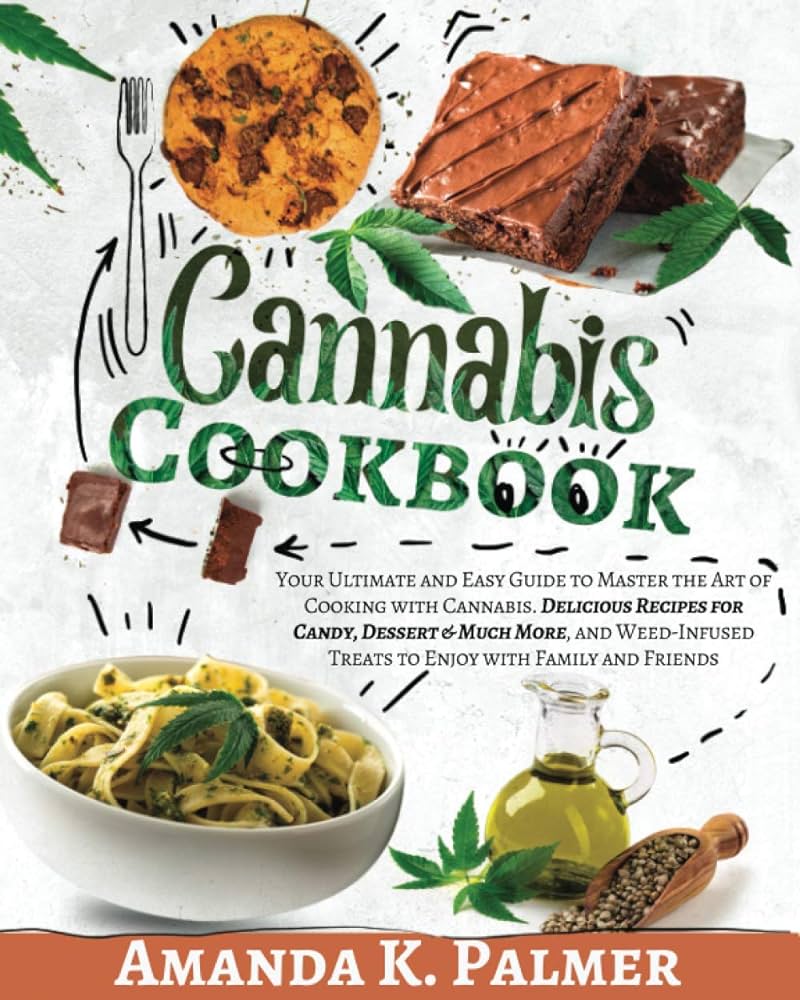 Cannabis
Cookbook
Your Ultimate and Easy Guide to Master the Art of
Cooking with Cannabis. Delicious Recipes for
Candy, Dessert & Much More, and Weed-Infused
Treats to Enjoy with Family and Friends
Amanda K. Palmer